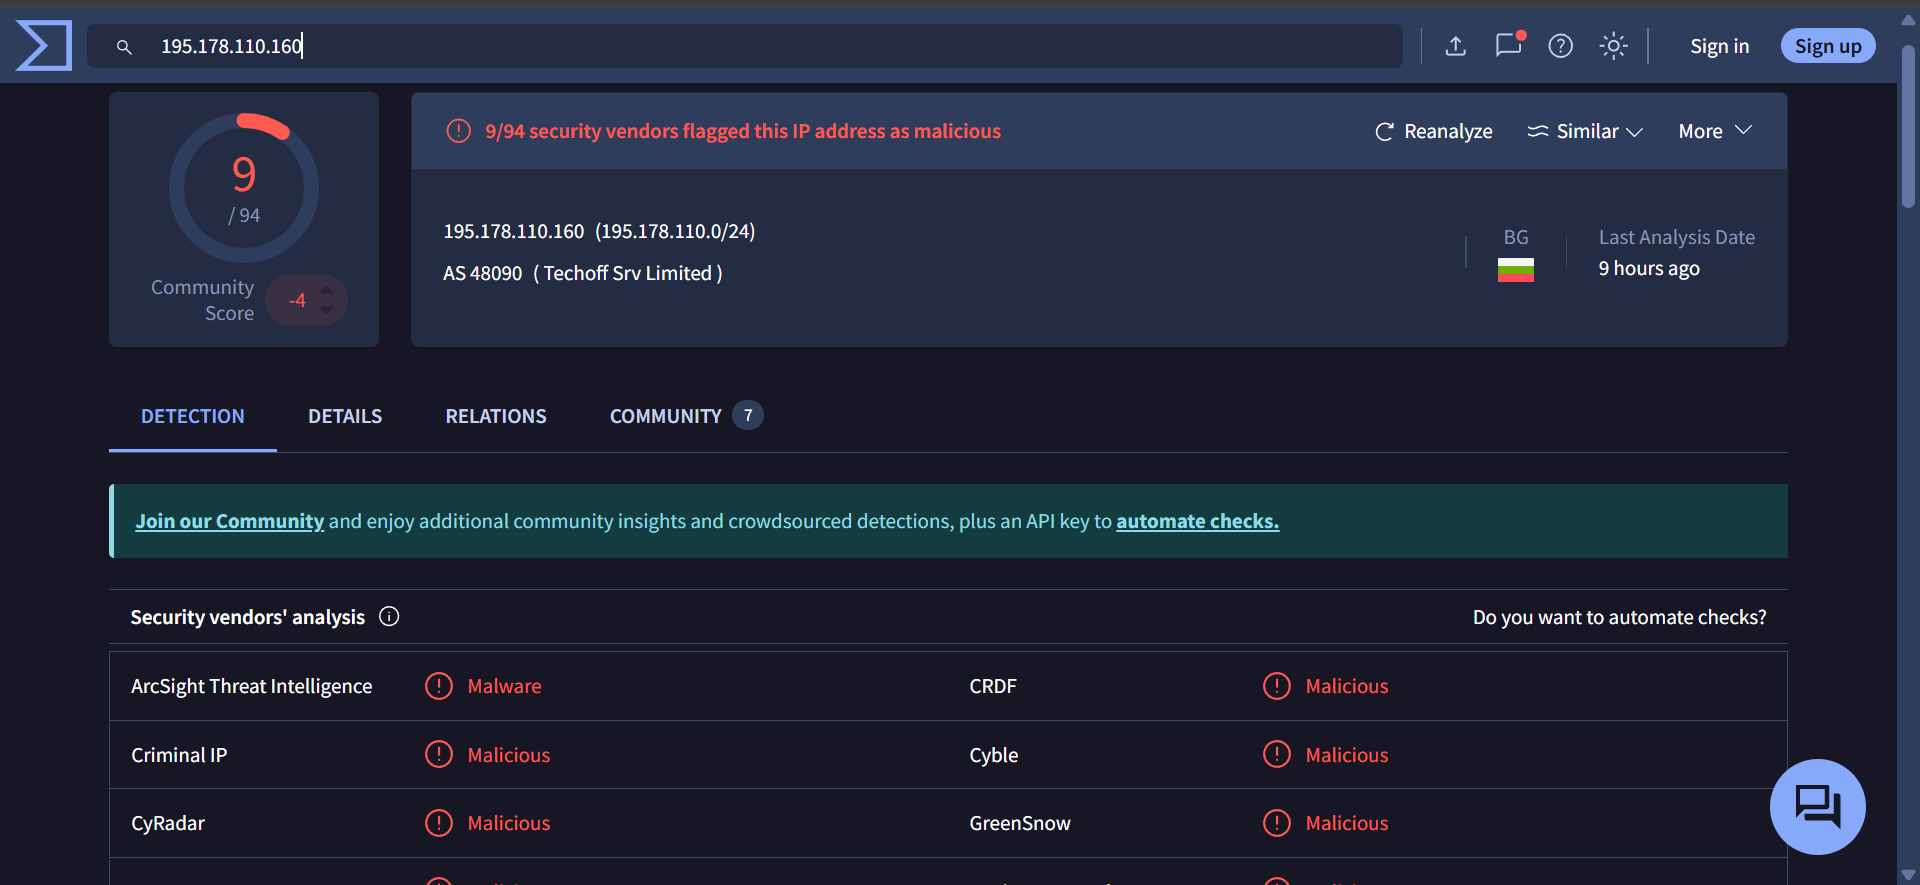 195.178.110.160
Sign in
Sign up
9
/ 94
Community Score
-4
9/94 security vendors flagged this IP address as malicious
Reanalyze
Similar
More
195.178.110.160 (195.178.110.0/24)
AS 48090 ( Techoff Srv Limited )
BG
Last Analysis Date
9 hours ago
DETECTION
DETAILS
RELATIONS
COMMUNITY 7
Join our Community and enjoy additional community insights and crowdsourced detections, plus an API key to automate checks.
Security vendors' analysis
Do you want to automate checks?
ArcSight Threat Intelligence
Malware
CRDF
Malicious
Criminal IP
Malicious
Cyble
Malicious
CyRadar
Malicious
GreenSnow
Malicious